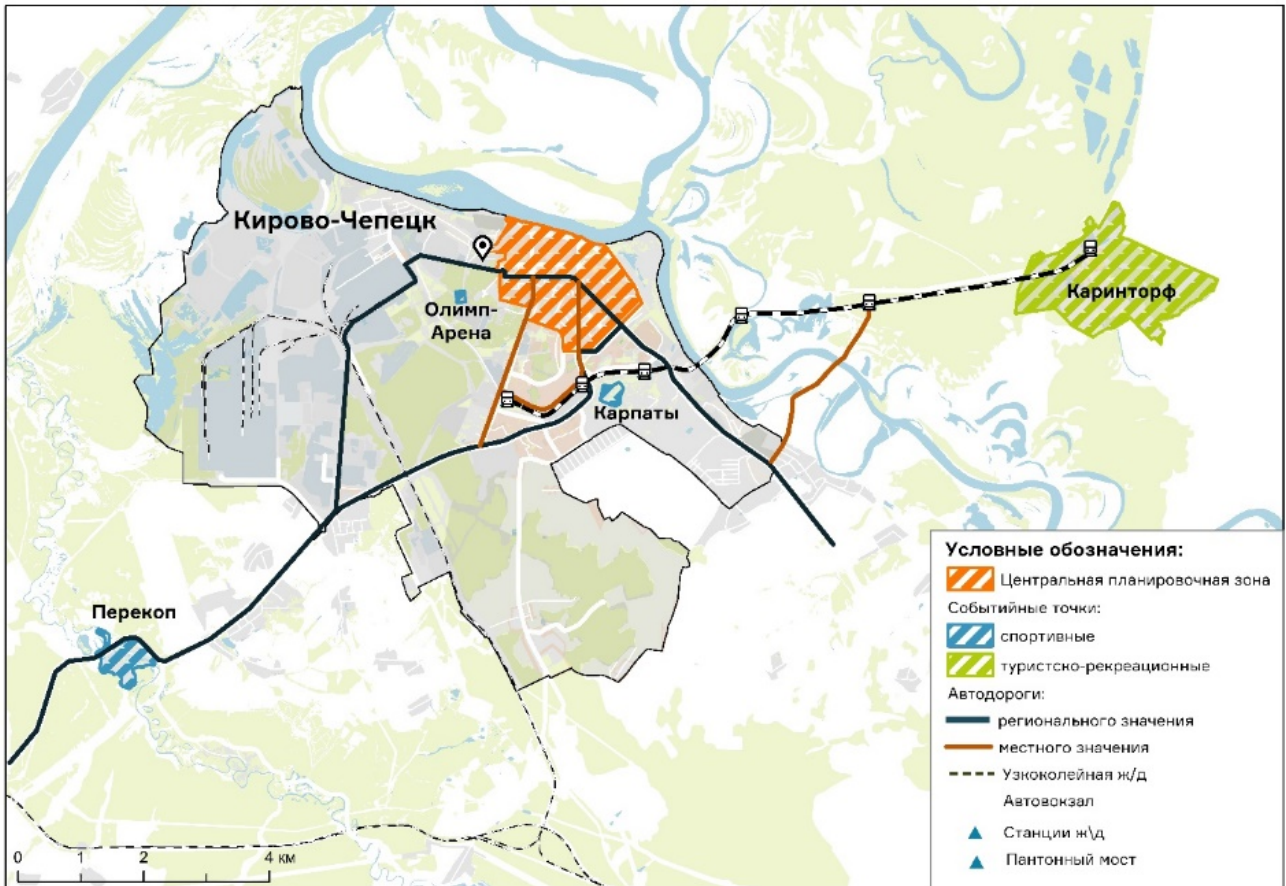 Кирово-Чепецк
Олимп-
Арена
Каринторф
Карпаты
Перекоп
Условные обозначения:
Центральная планировочная зона
Событийные точки:
спортивные
туристско-рекреационные
Автодороги:
регионального значения
местного значения
Узкоколейная ж/д
Автовокзал
Станции ж\д
Пантонный мост
0 1 2 4 км